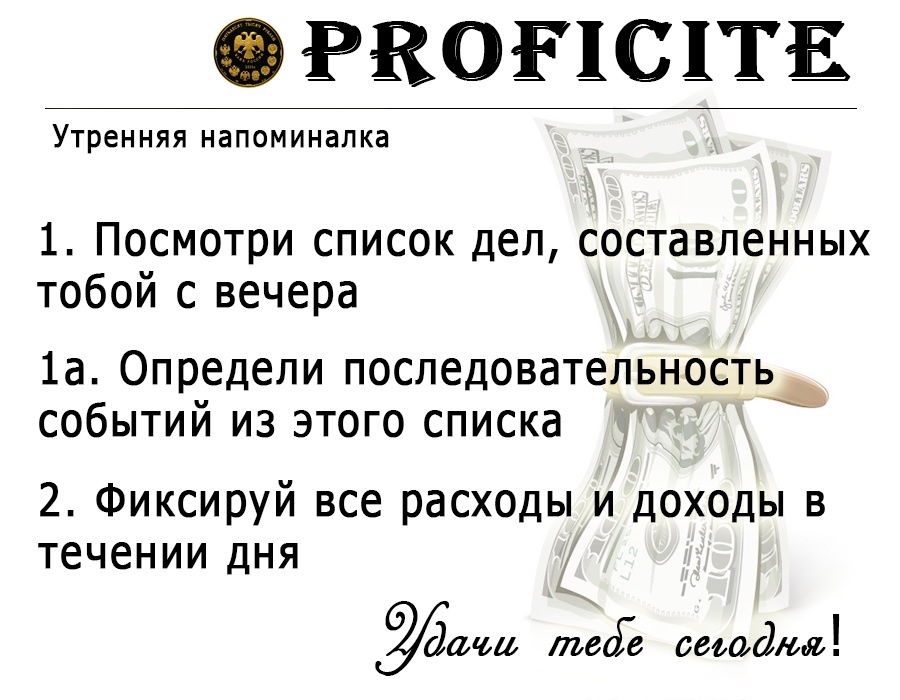 PROFICITE
Утренняя напоминалка
1. Посмотри список дел, составленных
тобой с вечера
1а. Определи последовательность
событий из этого списка
2. Фиксируй все расходы и доходы в
течении дня
Удачи тебе сегодня!